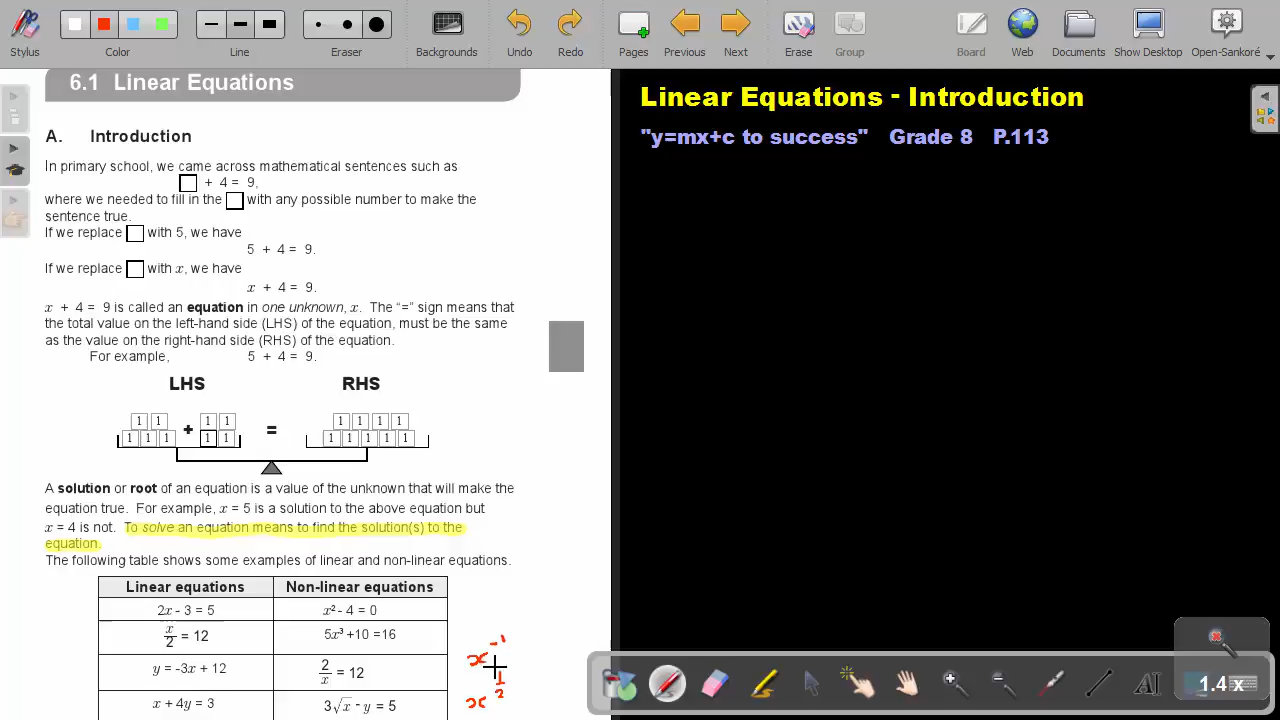 Stylus
Color
Line
Eraser
Backgrounds
Undo
Redo
Pages
Previous
Next
Erase
Group
Board
Web
Documents
Show Desktop
Open-Sankoré
6.1 Linear Equations
A. Introduction
In primary school, we came across mathematical sentences such as
□ + 4 = 9,
where we needed to fill in the □ with any possible number to make the
sentence true.
If we replace □ with 5, we have
5 + 4 = 9.
If we replace □ with x, we have
x + 4 = 9.
x + 4 = 9 is called an equation in one unknown, x. The “=” sign means that
the total value on the left-hand side (LHS) of the equation, must be the same
as the value on the right-hand side (RHS) of the equation.
For example, 5 + 4 = 9.
LHS RHS
1 1 1 1 1 1 1 1
1 1 1 + 1 1 = 1 1 1 1 1
A solution or root of an equation is a value of the unknown that will make the
equation true. For example, x = 5 is a solution to the above equation but
x = 4 is not. To solve an equation means to find the solution(s) to the
equation.
The following table shows some examples of linear and non-linear equations.
Linear equations Non-linear equations
2x - 3 = 5 x² - 4 = 0
x/2 = 12 5x³ +10 =16
y = -3x + 12 2/x = 12
x + 4y = 3 3√x - y = 5
x⁻¹
x^½
Linear Equations - Introduction
"y=mx+c to success" Grade 8 P.113
1.4 x